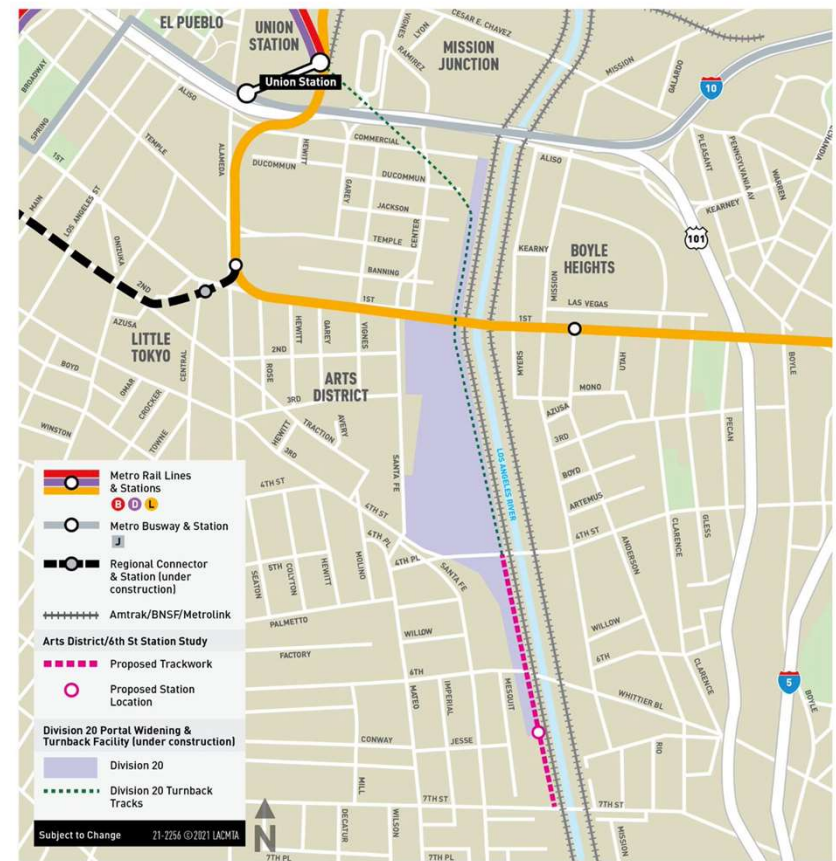 EL PUEBLO
UNION
STATION
Union Station
MISSION
JUNCTION
CESAR E. CHAVEZ
VIGNES
LYON
RAMIREZ
MISSION
GALARDO
10
BROADWAY
SPRING
ALISO
TEMPLE
1ST
MAIN
LOS ANGELES ST
ONIZUKA
2ND
ALAMEDA
HEWITT
COMMERCIAL
DUCOMMUN
DUCOMMUN
GAREY
JACKSON
CENTER
TEMPLE
BANNING
1ST
ALISO
PLEASANT
PENNSYLVANIA AV
WARREN
KEARNEY
101
KEARNY
MISSION
BOYLE
HEIGHTS
LAS VEGAS
1ST
AZUSA
LITTLE
TOKYO
CENTRAL
BOYD
OMAR
CROCKER
TOWNE
WINSTON
HEWITT
GAREY
VIGNES
2ND
ROSE
ARTS
DISTRICT
3RD
HEWITT
TRACTION
AVERY
3RD
SANTA FE
MYERS
UTAH
BOYLE
MONO
AZUSA
3RD
BOYD
ARTEMUS
PECAN
LOS ANGELES RIVER
4TH ST
4TH ST
4TH PL
4TH PL
4TH ST
SANTA FE
ANDERSON
CLARENCE
GLESS
SEATON
5TH
COLYTON
HEWITT
MOLINO
PALMETTO
FACTORY
WILLOW
6TH
MATEO
IMPERIAL
MESQUIT
WILLOW
6TH
WHITTIER BL
CLARENCE
5
BOYLE
CONWAY
JESSE
RIO
MILL
7TH ST
7TH ST
DECATUR
WILSON
MISSION
7TH PL
7TH PL
N
Metro Rail Lines
& Stations
B D L
Metro Busway & Station
J
Regional Connector
& Station (under
construction)
Amtrak/BNSF/Metrolink
Arts District/6th St Station Study
Proposed Trackwork
Proposed Station
Location
Division 20 Portal Widening &
Turnback Facility (under construction)
Division 20
Division 20 Turnback
Tracks
Subject to Change 21-2256 ©2021 LACMTA